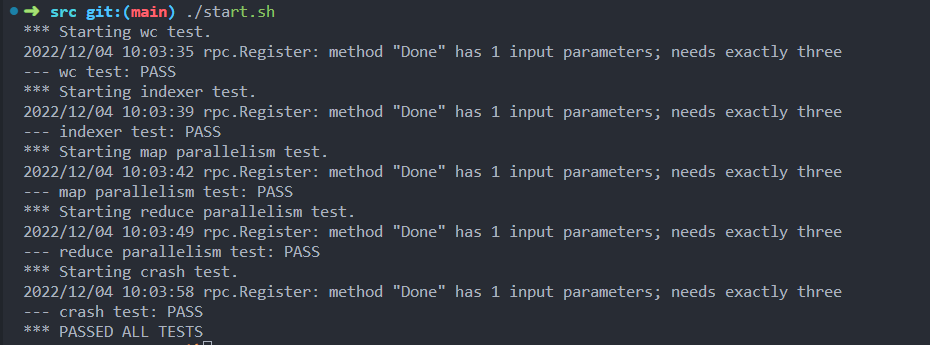 ➜ src git:(main) ./start.sh
*** Starting wc test.
2022/12/04 10:03:35 rpc.Register: method "Done" has 1 input parameters; needs exactly three
--- wc test: PASS
*** Starting indexer test.
2022/12/04 10:03:39 rpc.Register: method "Done" has 1 input parameters; needs exactly three
--- indexer test: PASS
*** Starting map parallelism test.
2022/12/04 10:03:42 rpc.Register: method "Done" has 1 input parameters; needs exactly three
--- map parallelism test: PASS
*** Starting reduce parallelism test.
2022/12/04 10:03:49 rpc.Register: method "Done" has 1 input parameters; needs exactly three
--- reduce parallelism test: PASS
*** Starting crash test.
2022/12/04 10:03:58 rpc.Register: method "Done" has 1 input parameters; needs exactly three
--- crash test: PASS
*** PASSED ALL TESTS